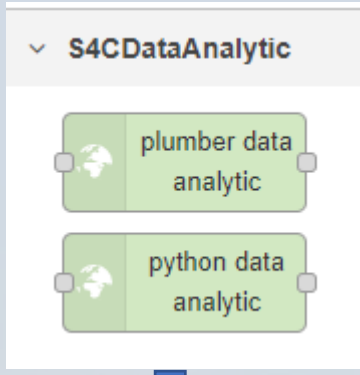 S4CDataAnalytic
plumber data
analytic
python data
analytic